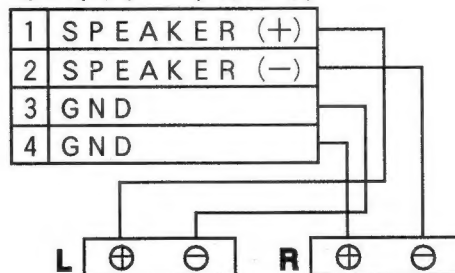 1 SPEAKER (+)
2 SPEAKER (−)
3 GND
4 GND
L ⊕ ⊖ R ⊕ ⊖